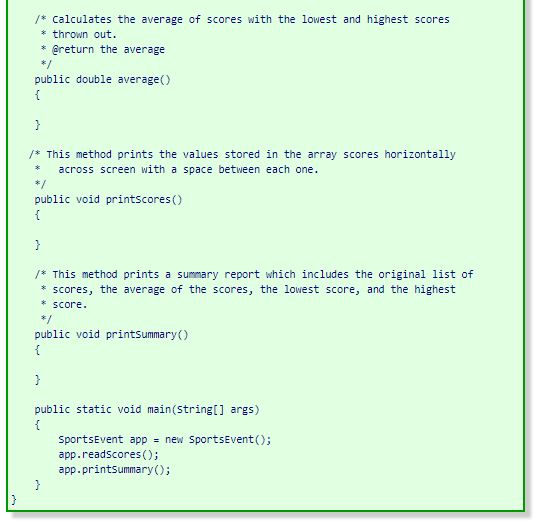 /* Calculates the average of scores with the lowest and highest scores
* thrown out.
* @return the average
*/
public double average()
{
}
/* This method prints the values stored in the array scores horizontally
* across screen with a space between each one.
*/
public void printScores()
{
}
/* This method prints a summary report which includes the original list of
* scores, the average of the scores, the lowest score, and the highest
* score.
*/
public void printSummary()
{
}
public static void main(String[] args)
{
SportsEvent app = new SportsEvent();
app.readScores();
app.printSummary();
}
}